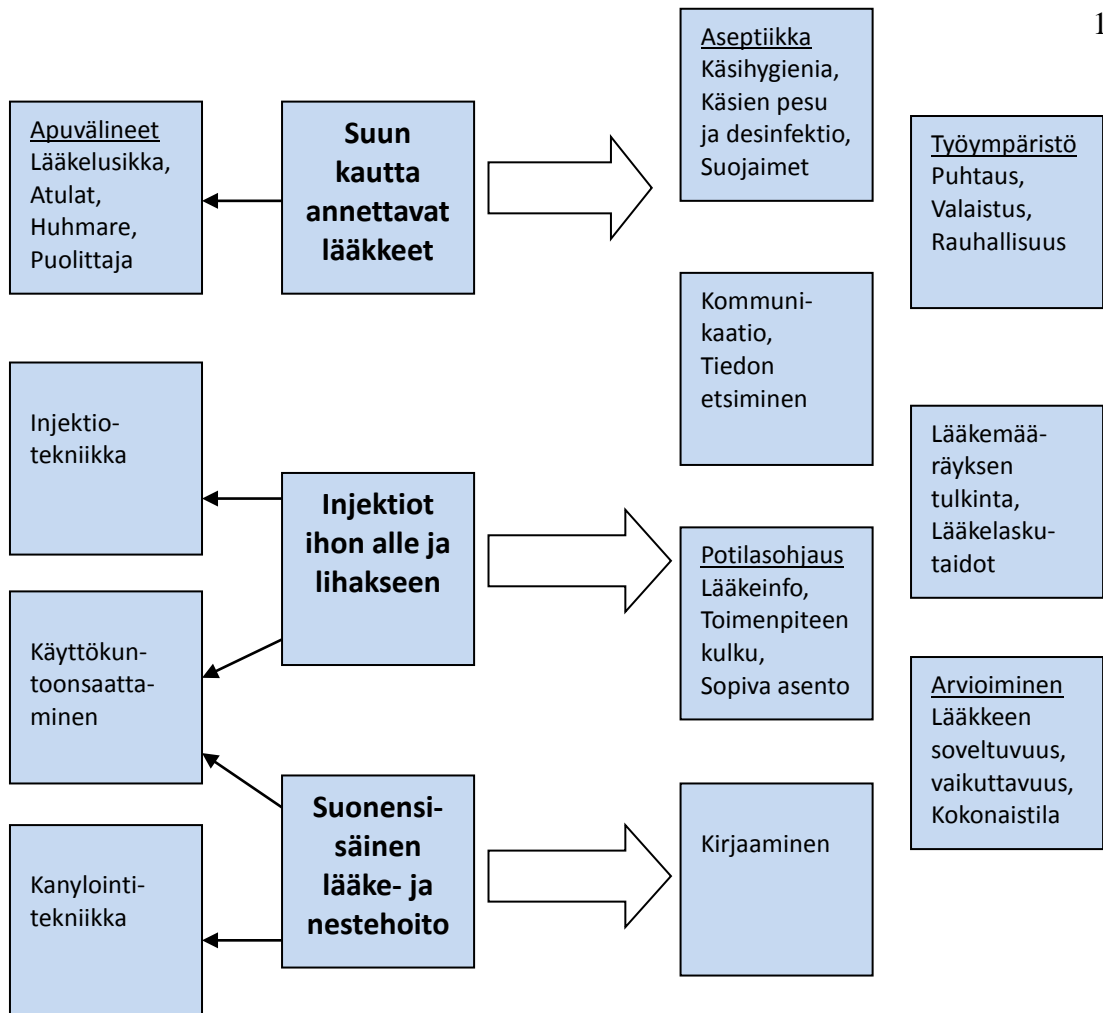 1
Apuvälineet
Lääkelusikka,
Atulat,
Huhmare,
Puolittaja
Suun
kautta
annettavat
lääkkeet
Aseptiikka
Käsihygienia,
Käsien pesu
ja desinfektio,
Suojaimet
Työympäristö
Puhtaus,
Valaistus,
Rauhallisuus
Kommuni-
kaatio,
Tiedon
etsiminen
Injektio-
tekniikka
Injektiot
ihon alle ja
lihakseen
Lääkemää-
räyksen
tulkinta,
Lääkelasku-
taidot
Potilasohjaus
Lääkeinfo,
Toimenpiteen
kulku,
Sopiva asento
Käyttökun-
toonsaatta-
minen
Arvioiminen
Lääkkeen
soveltuvuus,
vaikuttavuus,
Kokonaistila
Suonensi-
säinen
lääke- ja
nestehoito
Kirjaaminen
Kanylointi-
tekniikka